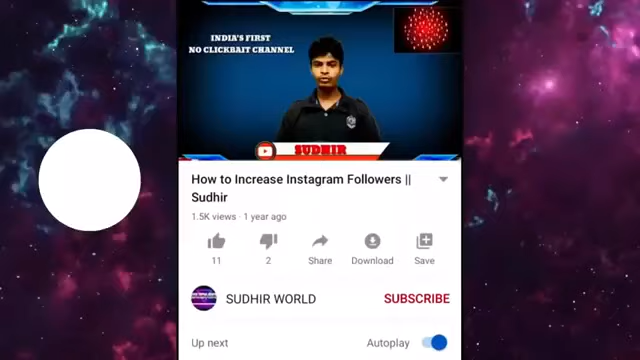 INDIA'S FIRST
NO CLICKBAIT CHANNEL
SUDHIR
How to Increase Instagram Followers ||
Sudhir
1.5K views · 1 year ago
11
2
Share
Download
Save
SUDHIR WORLD
SUBSCRIBE
Up next
Autoplay